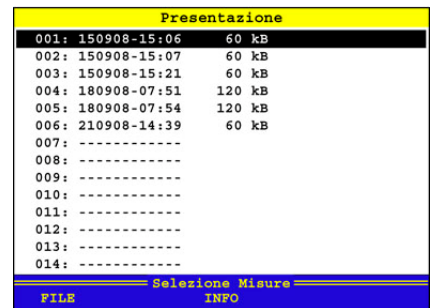 Presentazione
001: 150908-15:06 60 kB
002: 150908-15:07 60 kB
003: 150908-15:21 60 kB
004: 180908-07:51 120 kB
005: 180908-07:54 120 kB
006: 210908-14:39 60 kB
007: ------------
008: ------------
009: ------------
010: ------------
011: ------------
012: ------------
013: ------------
014: ------------
Selezione Misure
FILE INFO